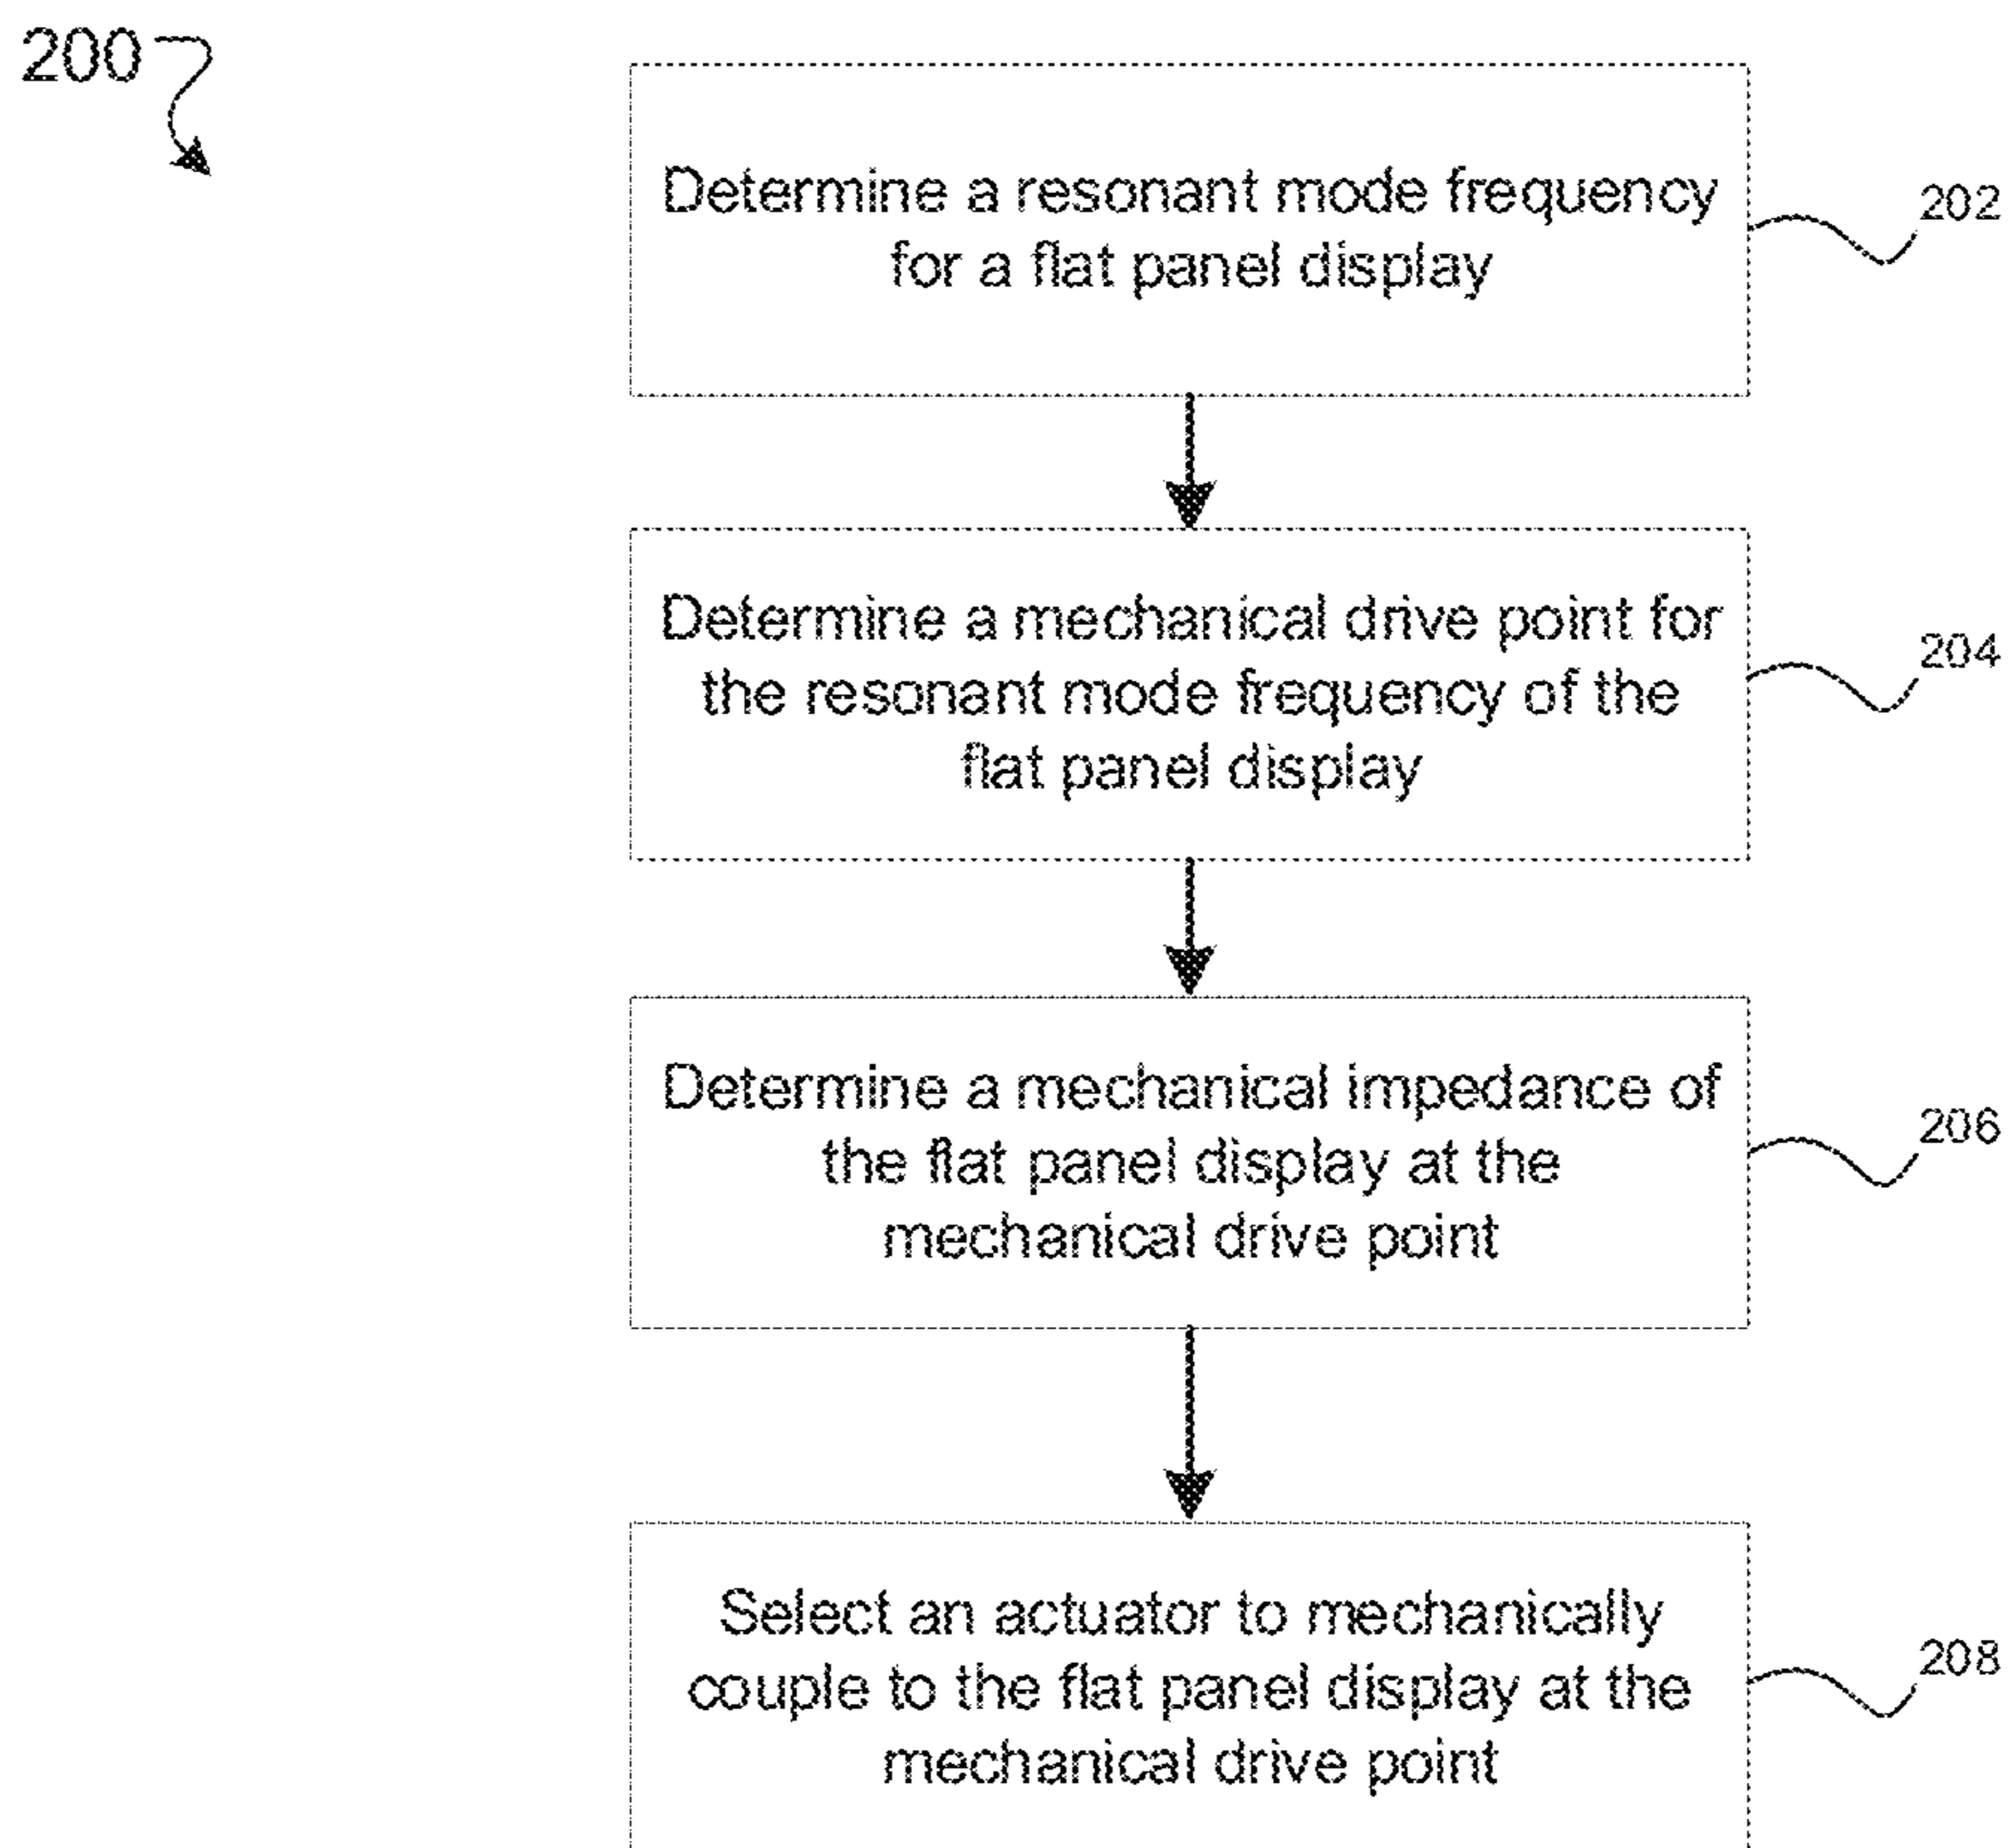 200
Determine a resonant mode frequency
for a flat panel display
202
Determine a mechanical drive point for
the resonant mode frequency of the
flat panel display
204
Determine a mechanical impedance of
the flat panel display at the
mechanical drive point
206
Select an actuator to mechanically
couple to the flat panel display at the
mechanical drive point
208